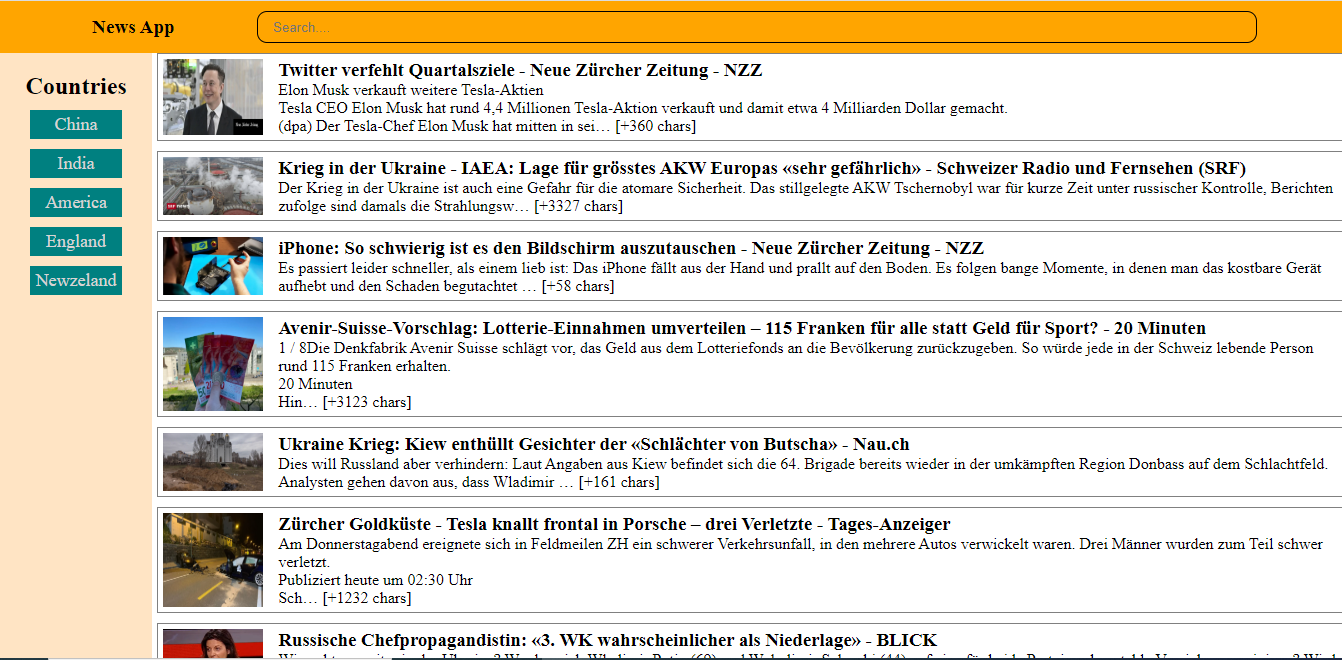 News App
Search....
Countries
China
India
America
England
Newzeland
Twitter verfehlt Quartalsziele - Neue Zürcher Zeitung - NZZ
Elon Musk verkauft weitere Tesla-Aktien
Tesla CEO Elon Musk hat rund 4,4 Millionen Tesla-Aktion verkauft und damit etwa 4 Milliarden Dollar gemacht.
(dpa) Der Tesla-Chef Elon Musk hat mitten in sei… [+360 chars]
Krieg in der Ukraine - IAEA: Lage für grösstes AKW Europas «sehr gefährlich» - Schweizer Radio und Fernsehen (SRF)
Der Krieg in der Ukraine ist auch eine Gefahr für die atomare Sicherheit. Das stillgelegte AKW Tschernobyl war für kurze Zeit unter russischer Kontrolle, Berichten
zufolge sind damals die Strahlungsw… [+3327 chars]
iPhone: So schwierig ist es den Bildschirm auszutauschen - Neue Zürcher Zeitung - NZZ
Es passiert leider schneller, als einem lieb ist: Das iPhone fällt aus der Hand und prallt auf den Boden. Es folgen bange Momente, in denen man das kostbare Gerät
aufhebt und den Schaden begutachtet … [+58 chars]
Avenir-Suisse-Vorschlag: Lotterie-Einnahmen umverteilen – 115 Franken für alle statt Geld für Sport? - 20 Minuten
1 / 8Die Denkfabrik Avenir Suisse schlägt vor, das Geld aus dem Lotteriefonds an die Bevölkerung zurückzugeben. So würde jede in der Schweiz lebende Person
rund 115 Franken erhalten.
20 Minuten
Hin… [+3123 chars]
Ukraine Krieg: Kiew enthüllt Gesichter der «Schlächter von Butscha» - Nau.ch
Dies will Russland aber verhindern: Laut Angaben aus Kiew befindet sich die 64. Brigade bereits wieder in der umkämpften Region Donbass auf dem Schlachtfeld.
Analysten gehen davon aus, dass Wladimir … [+161 chars]
Zürcher Goldküste - Tesla knallt frontal in Porsche – drei Verletzte - Tages-Anzeiger
Am Donnerstagabend ereignete sich in Feldmeilen ZH ein schwerer Verkehrsunfall, in den mehrere Autos verwickelt waren. Drei Männer wurden zum Teil schwer
verletzt.
Publiziert heute um 02:30 Uhr
Sch… [+1232 chars]
Russische Chefpropagandistin: «3. WK wahrscheinlicher als Niederlage» - BLICK